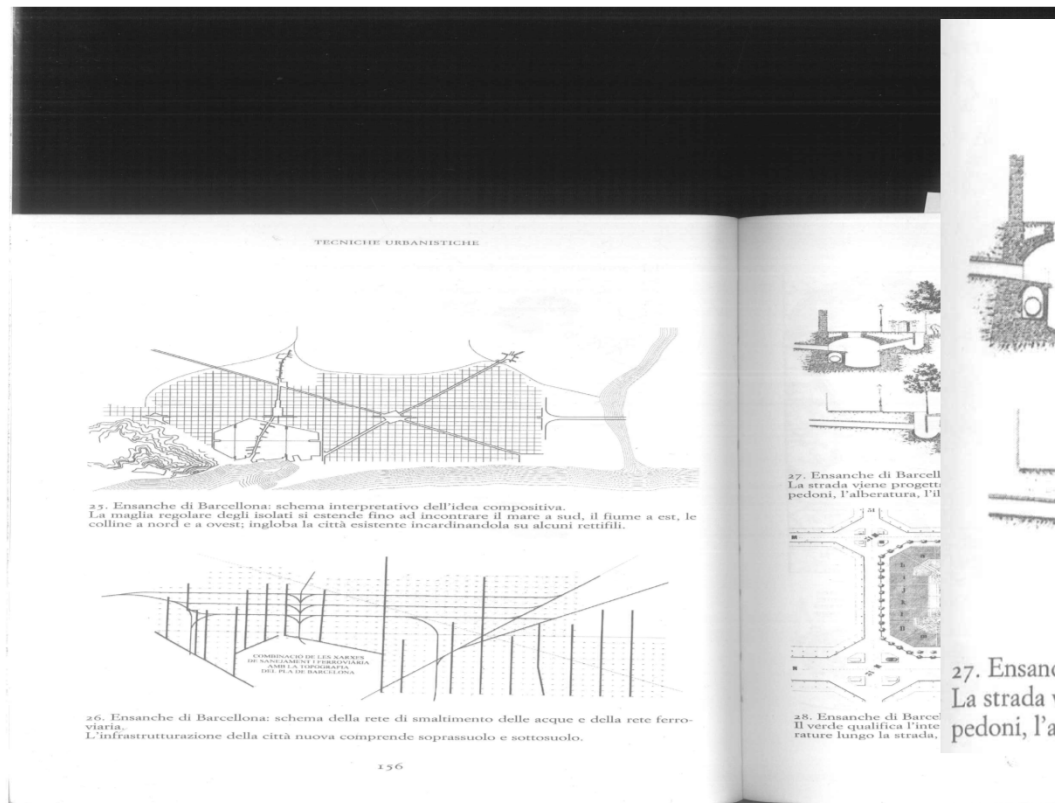 TECNICHE URBANISTICHE
25. Ensanche di Barcellona: schema interpretativo dell'idea compositiva.
La maglia regolare degli isolati si estende fino ad incontrare il mare a sud, il fiume a est, le
colline a nord e a ovest; ingloba la città esistente incardinandola su alcuni rettifili.
COMBINACIÓ DE LES XARXES
DE SANEJAMENT I FERROVIARIA
AMB LA TOPOGRAFIA
DEL PLA DE BARCELONA
26. Ensanche di Barcellona: schema della rete di smaltimento delle acque e della rete ferro-
viaria.
L'infrastrutturazione della città nuova comprende soprassuolo e sottosuolo.
156
27. Ensanche di Barcell
La strada viene progett
pedoni, l'alberatura, l'il
28. Ensanche di Barce
Il verde qualifica l'inte
rature lungo la strada,
27. Ensanc
La strada v
pedoni, l'a